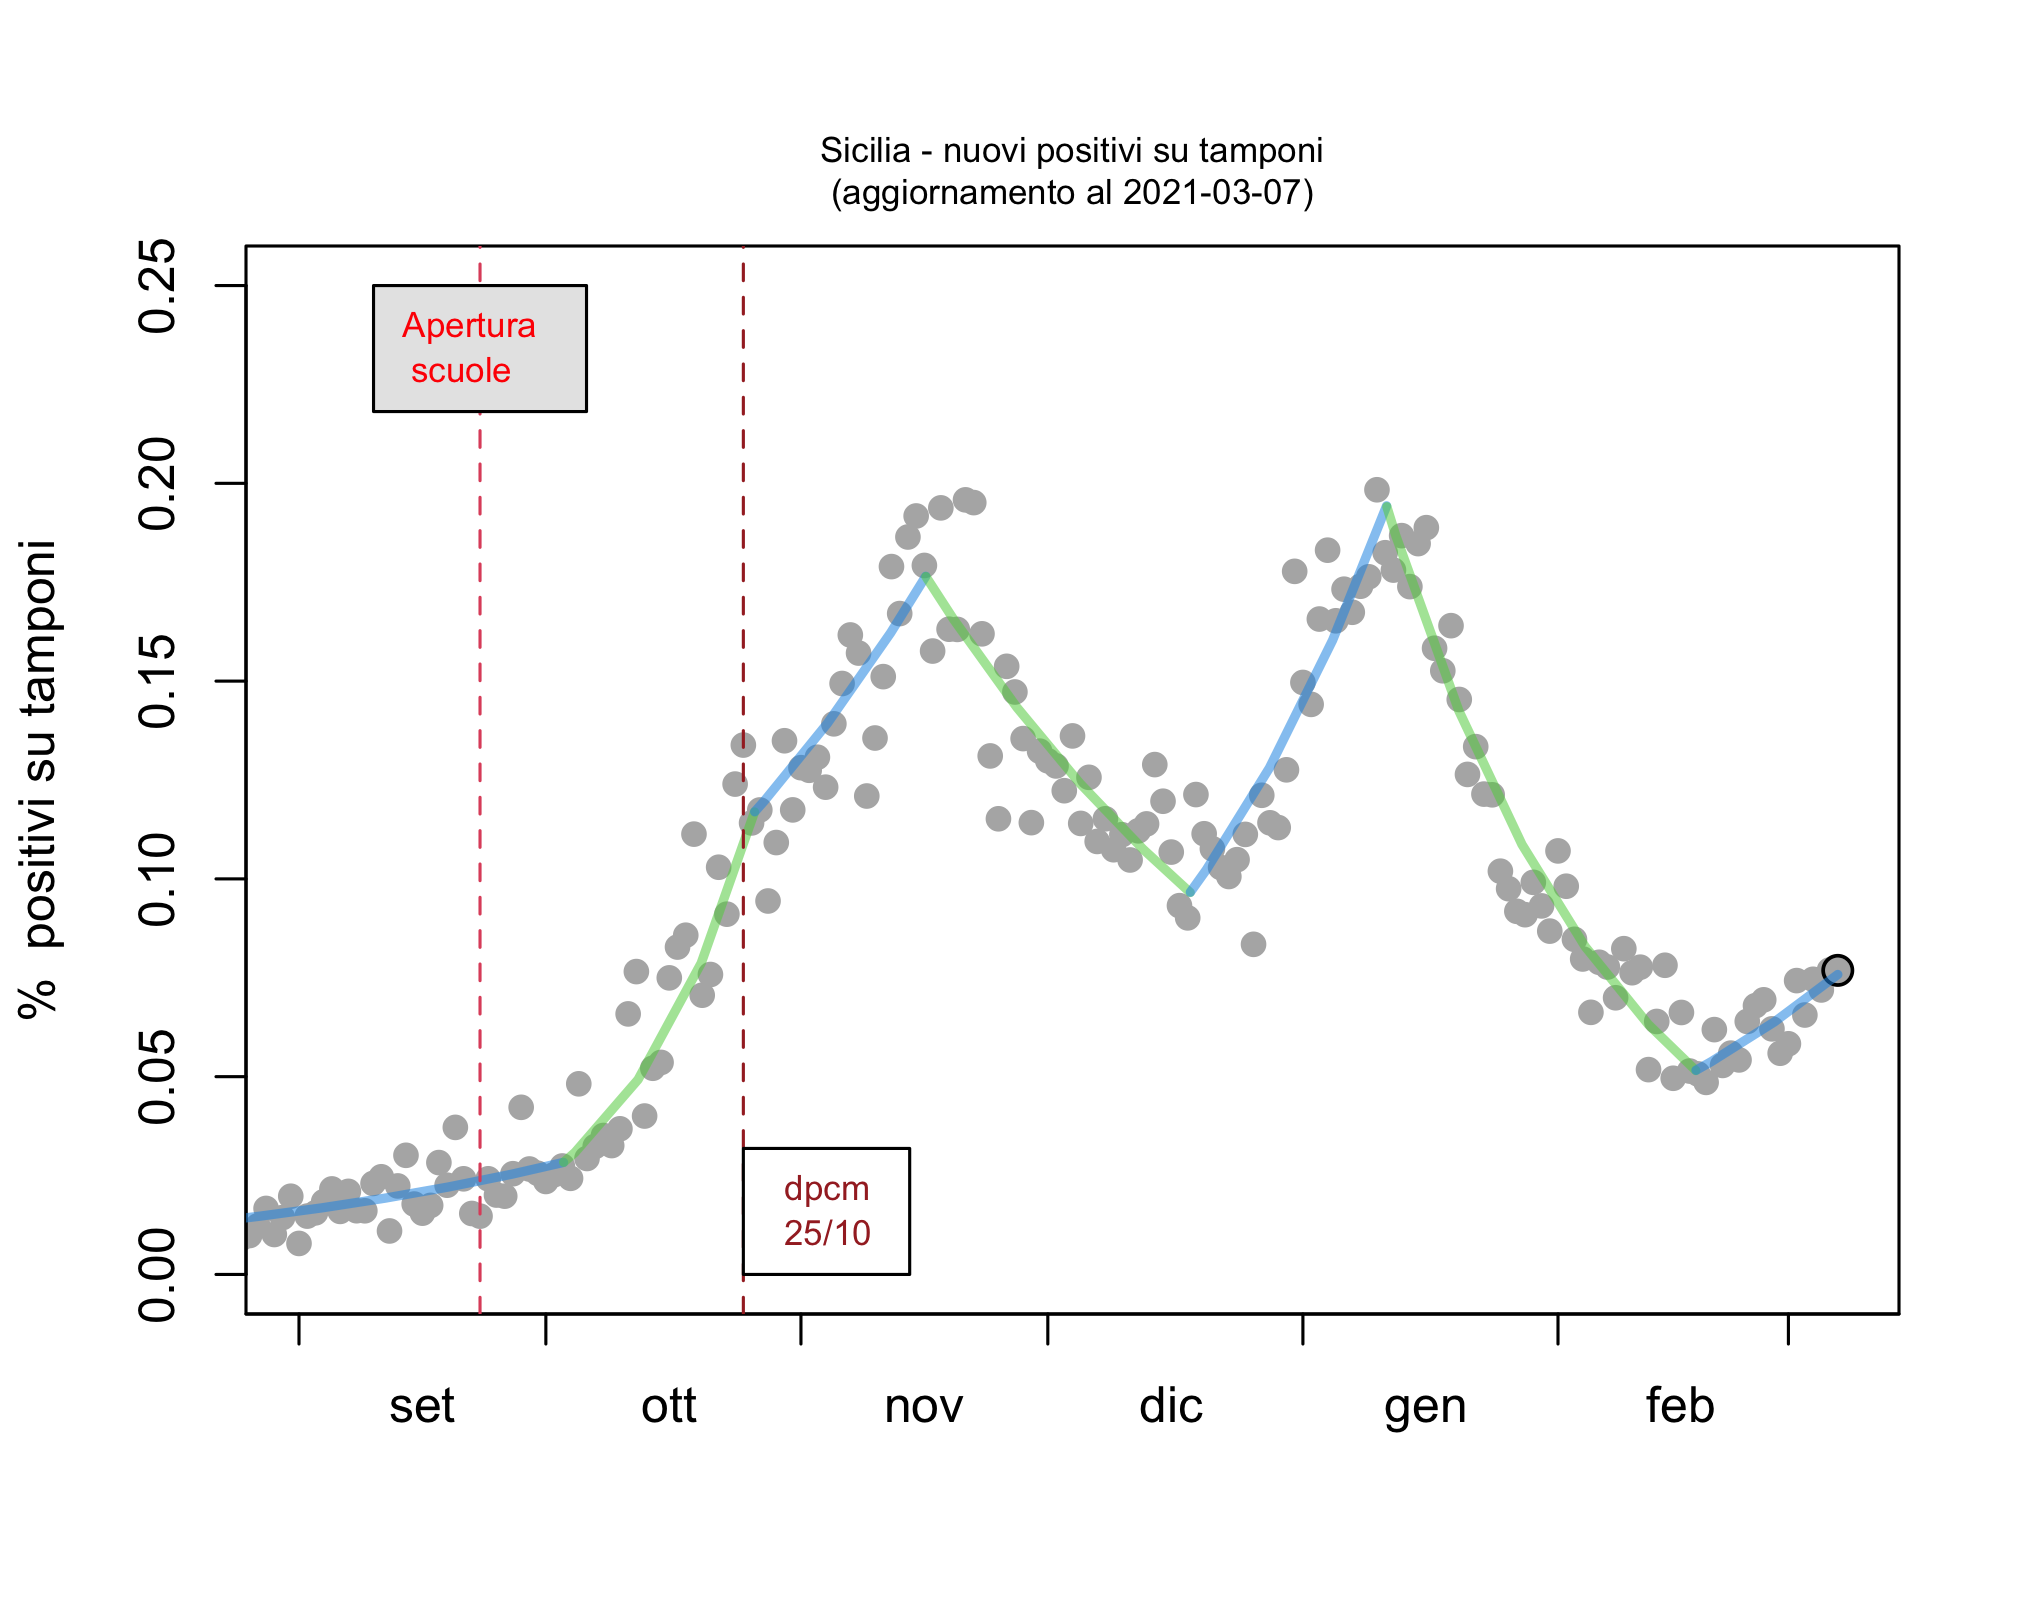 Sicilia - nuovi positivi su tamponi
(aggiornamento al 2021-03-07)
% positivi su tamponi
0.25
0.20
0.15
0.10
0.05
0.00
Apertura
scuole
dpcm
25/10
set
ott
nov
dic
gen
feb